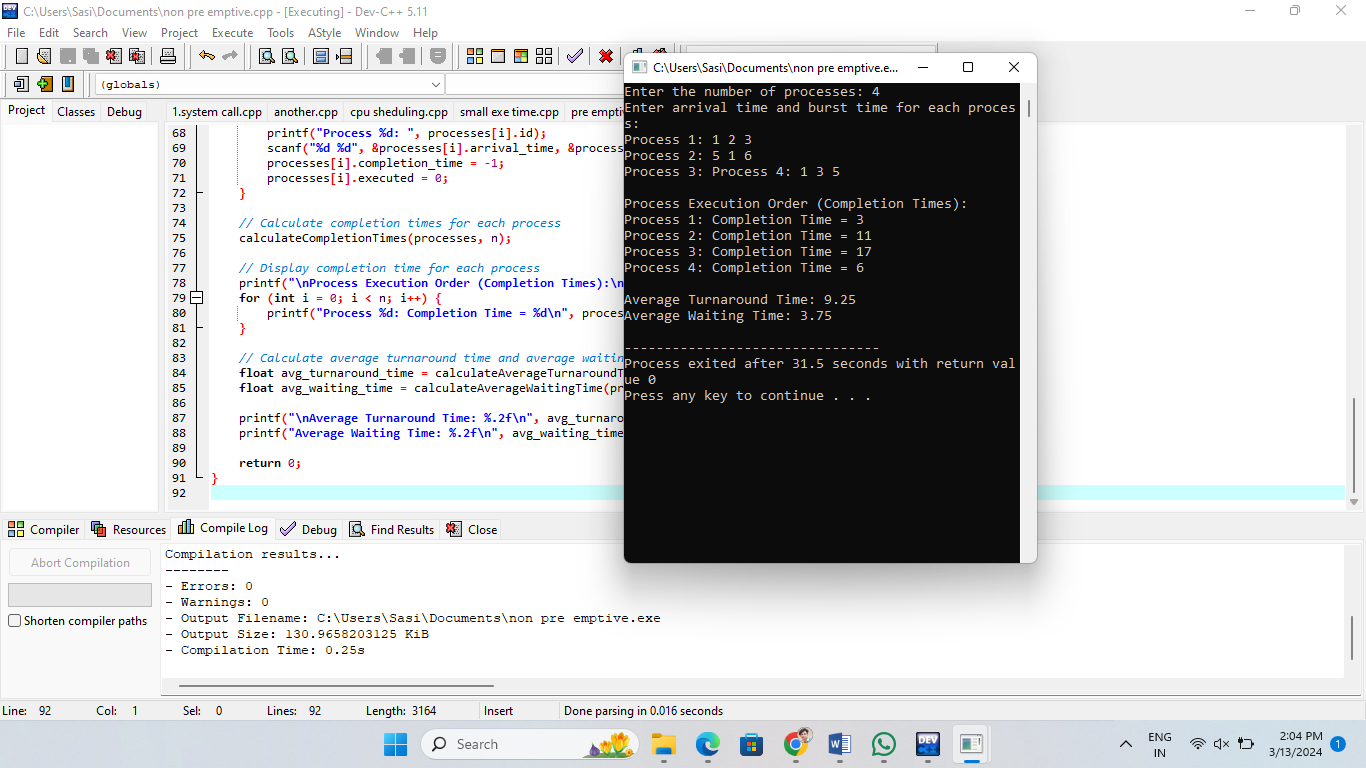 C:\Users\Sasi\Documents\non pre emptive.cpp - [Executing] - Dev-C++ 5.11
File Edit Search View Project Execute Tools AStyle Window Help
(globals)
Project Classes Debug
1.system call.cpp another.cpp cpu sheduling.cpp small exe time.cpp pre empti
68 printf("Process %d: ", processes[i].id);
69 scanf("%d %d", &processes[i].arrival_time, &process
70 processes[i].completion_time = -1;
71 processes[i].executed = 0;
72 }
73
74 // Calculate completion times for each process
75 calculateCompletionTimes(processes, n);
76
77 // Display completion time for each process
78 printf("\nProcess Execution Order (Completion Times):\n
79 for (int i = 0; i < n; i++) {
80 printf("Process %d: Completion Time = %d\n", proces
81 }
82
83 // Calculate average turnaround time and average waitin
84 float avg_turnaround_time = calculateAverageTurnaroundT
85 float avg_waiting_time = calculateAverageWaitingTime(pr
86
87 printf("\nAverage Turnaround Time: %.2f\n", avg_turnaro
88 printf("Average Waiting Time: %.2f\n", avg_waiting_time
89
90 return 0;
91 }
92
C:\Users\Sasi\Documents\non pre emptive.e...
Enter the number of processes: 4
Enter arrival time and burst time for each proces
s:
Process 1: 1 2 3
Process 2: 5 1 6
Process 3: Process 4: 1 3 5
Process Execution Order (Completion Times):
Process 1: Completion Time = 3
Process 2: Completion Time = 11
Process 3: Completion Time = 17
Process 4: Completion Time = 6
Average Turnaround Time: 9.25
Average Waiting Time: 3.75
--------------------------------
Process exited after 31.5 seconds with return val
ue 0
Press any key to continue . . .
Compiler Resources Compile Log Debug Find Results Close
Abort Compilation
Shorten compiler paths
Compilation results...
--------
- Errors: 0
- Warnings: 0
- Output Filename: C:\Users\Sasi\Documents\non pre emptive.exe
- Output Size: 130.9658203125 KiB
- Compilation Time: 0.25s
Line: 92 Col: 1 Sel: 0 Lines: 92 Length: 3164 Insert Done parsing in 0.016 seconds
Search
DEV
ENG
IN
2:04 PM
3/13/2024
1